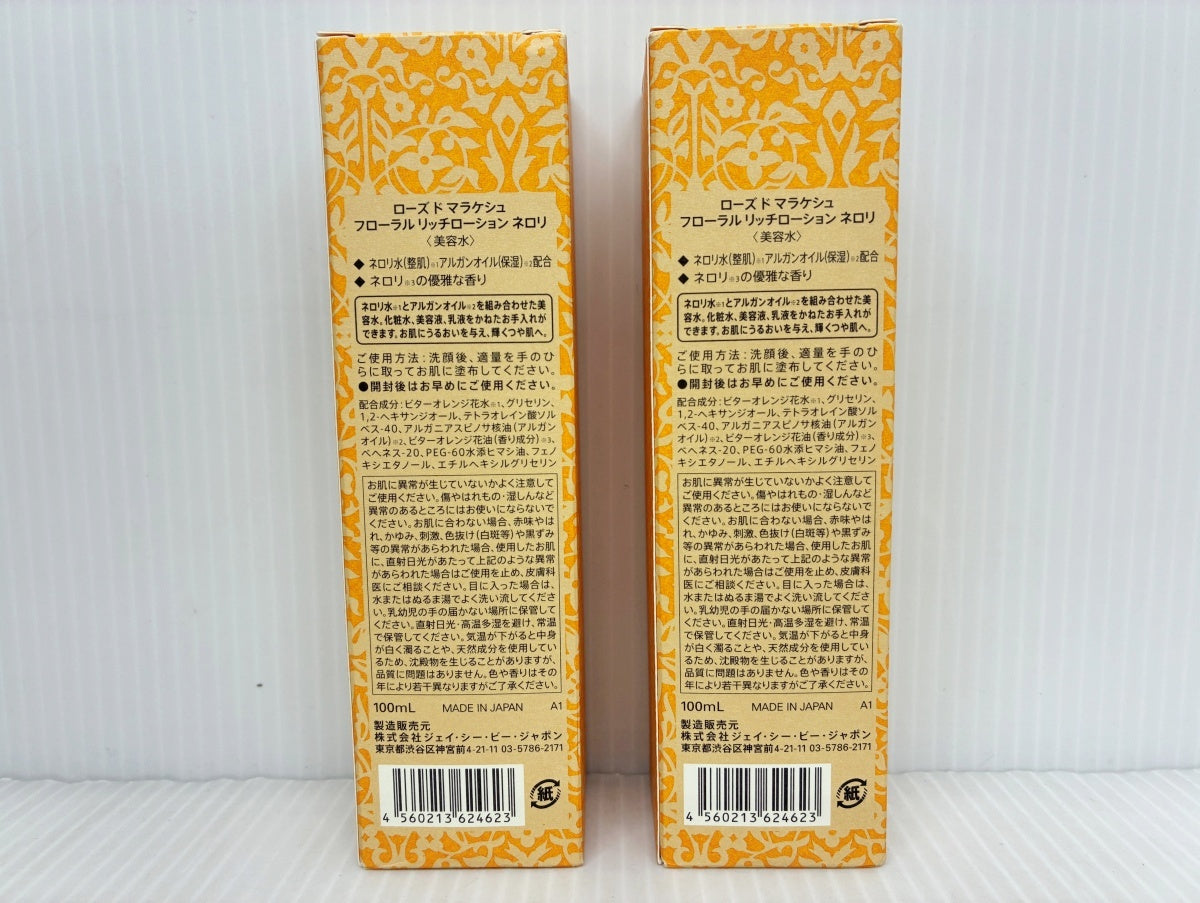 ローズ ド マラケシュ
フローラル リッチローション ネロリ
〈美容水〉
◆ ネロリ水(整肌)※1アルガンオイル(保湿)※2配合
◆ ネロリ※3の優雅な香り
ネロリ水※1とアルガンオイル※2を組み合わせた美
容水。化粧水、美容液、乳液をかねたお手入れが
できます。お肌にうるおいを与え、輝くつや肌へ。
ご使用方法:洗顔後、適量を手のひ
らに取ってお肌に塗布してください。
●開封後はお早めにご使用ください。
配合成分:ビターオレンジ花水※1、グリセリン、
1,2-ヘキサンジオール、テトラオレイン酸ソル
ベス-40、アルガニアスピノサ核油(アルガン
オイル)※2、ビターオレンジ花油(香り成分)※3、
ベヘネス-20、PEG-60水添ヒマシ油、フェノ
キシエタノール、エチルヘキシルグリセリン
お肌に異常が生じていないかよく注意して
ご使用ください。傷やはれもの・湿しんなど
異常のあるところにはお使いにならないで
ください。お肌に合わない場合、赤味やは
れ、かゆみ、刺激、色抜け(白斑等)や黒ずみ
等の異常があらわれた場合、使用したお肌
に、直射日光があたって上記のような異常
があらわれた場合はご使用を止め、皮膚科
医にご相談ください。目に入った場合は、
水またはぬるま湯でよく洗い流してくださ
い。乳幼児の手の届かない場所に保管して
ください。直射日光・高温多湿を避け、常温
で保管してください。気温が下がると中身
が白く濁ることや、天然成分を使用してい
るため、沈殿物を生じることがありますが、
品質に問題はありません。色や香りはその
年により若干異なりますがご了承ください。
100mL MADE IN JAPAN A1
製造販売元
株式会社ジェイ・シー・ビー・ジャポン
東京都渋谷区神宮前4-21-11 03-5786-2171
紙
4 560213 624623
ローズ ド マラケシュ
フローラル リッチローション ネロリ
〈美容水〉
◆ ネロリ水(整肌)※1アルガンオイル(保湿)※2配合
◆ ネロリ※3の優雅な香り
ネロリ水※1とアルガンオイル※2を組み合わせた美
容水。化粧水、美容液、乳液をかねたお手入れが
できます。お肌にうるおいを与え、輝くつや肌へ。
ご使用方法:洗顔後、適量を手のひ
らに取ってお肌に塗布してください。
●開封後はお早めにご使用ください。
配合成分:ビターオレンジ花水※1、グリセリン、
1,2-ヘキサンジオール、テトラオレイン酸ソル
ベス-40、アルガニアスピノサ核油(アルガン
オイル)※2、ビターオレンジ花油(香り成分)※3、
ベヘネス-20、PEG-60水添ヒマシ油、フェノ
キシエタノール、エチルヘキシルグリセリン
お肌に異常が生じていないかよく注意して
ご使用ください。傷やはれもの・湿しんなど
異常のあるところにはお使いにならないで
ください。お肌に合わない場合、赤味やは
れ、かゆみ、刺激、色抜け(白斑等)や黒ずみ
等の異常があらわれた場合、使用したお肌
に、直射日光があたって上記のような異常
があらわれた場合はご使用を止め、皮膚科
医にご相談ください。目に入った場合は、
水またはぬるま湯でよく洗い流してくださ
い。乳幼児の手の届かない場所に保管して
ください。直射日光・高温多湿を避け、常温
で保管してください。気温が下がると中身
が白く濁ることや、天然成分を使用してい
るため、沈殿物を生じることがありますが、
品質に問題はありません。色や香りはその
年により若干異なりますがご了承ください。
100mL MADE IN JAPAN A1
製造販売元
株式会社ジェイ・シー・ビー・ジャポン
東京都渋谷区神宮前4-21-11 03-5786-2171
紙
4 560213 624623